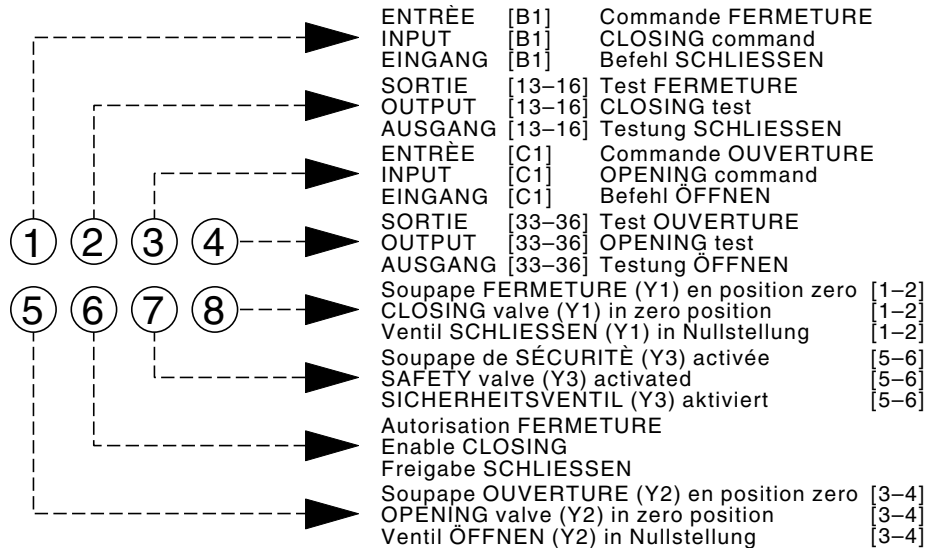 ENTRÈE [B1] Commande FERMETURE
INPUT [B1] CLOSING command
EINGANG [B1] Befehl SCHLIESSEN
SORTIE [13–16] Test FERMETURE
OUTPUT [13–16] CLOSING test
AUSGANG [13–16] Testung SCHLIESSEN
ENTRÈE [C1] Commande OUVERTURE
INPUT [C1] OPENING command
EINGANG [C1] Befehl ÖFFNEN
1 2 3 4
SORTIE [33–36] Test OUVERTURE
OUTPUT [33–36] OPENING test
AUSGANG [33–36] Testung ÖFFNEN
5 6 7 8
Soupape FERMETURE (Y1) en position zero [1–2]
CLOSING valve (Y1) in zero position [1–2]
Ventil SCHLIESSEN (Y1) in Nullstellung [1–2]
Soupape de SÉCURITÈ (Y3) activée [5–6]
SAFETY valve (Y3) activated [5–6]
SICHERHEITSVENTIL (Y3) aktiviert [5–6]
Autorisation FERMETURE
Enable CLOSING
Freigabe SCHLIESSEN
Soupape OUVERTURE (Y2) en position zero [3–4]
OPENING valve (Y2) in zero position [3–4]
Ventil ÖFFNEN (Y2) in Nullstellung [3–4]